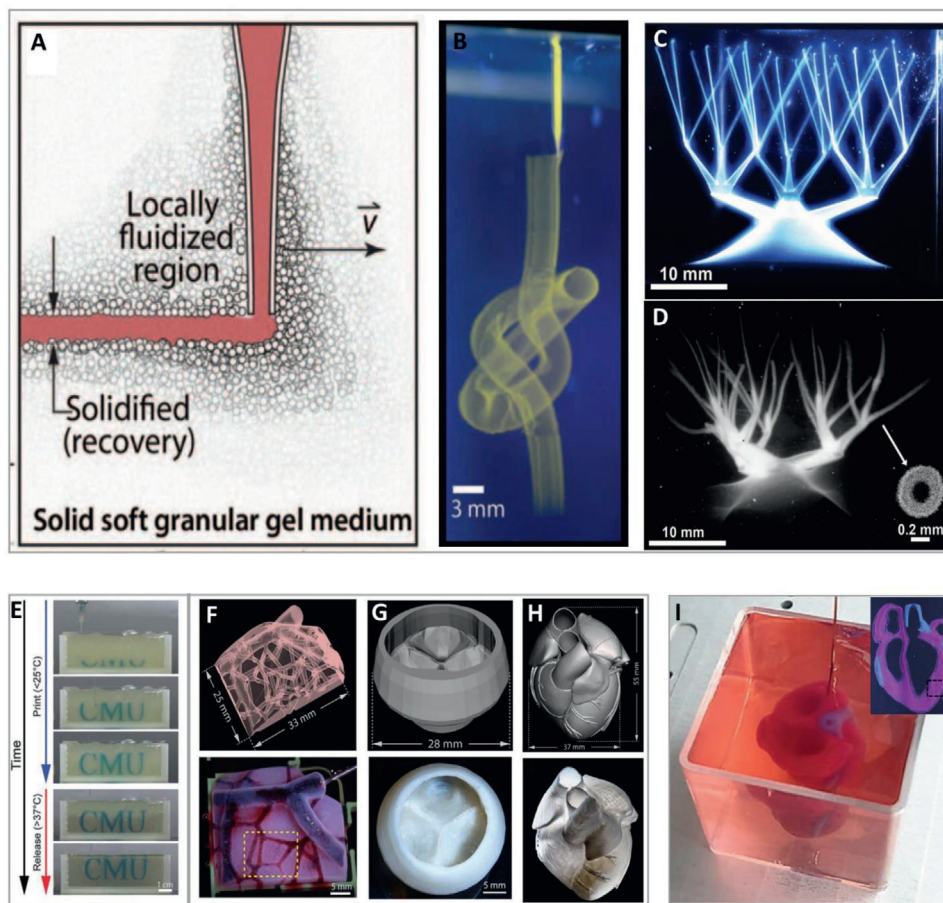 A
Locally
fluidized
region
v
Solidified
(recovery)
Solid soft granular gel medium
B
3 mm
C
10 mm
D
10 mm
0.2 mm
E
Time
Print (<25°C)
Release (>37°C)
CMU
CMU
CMU
CMU
CMU
1 cm
F
25 mm
33 mm
5 mm
G
28 mm
5 mm
H
55 mm
37 mm
I